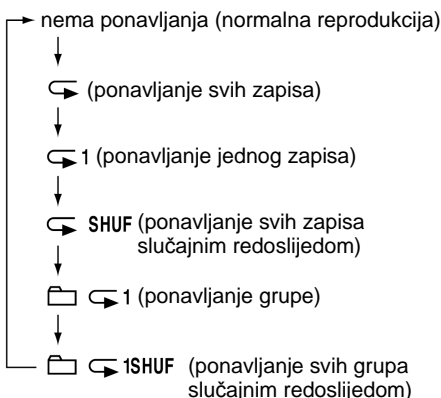 nema ponavljanja (normalna reprodukcija)
(ponavljanje svih zapisa)
1 (ponavljanje jednog zapisa)
SHUF (ponavljanje svih zapisa
slučajnim redoslijedom)
1 (ponavljanje grupe)
1SHUF (ponavljanje svih grupa
slučajnim redoslijedom)